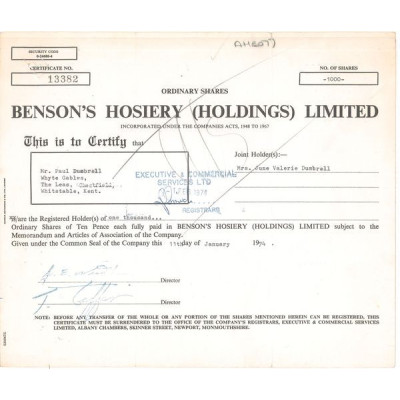 AMBOTT
SECURITY CODE
CERTIFICATE NO.
13382
NO. OF SHARES
-1000-
ORDINARY SHARES
BENSON'S HOSIERY (HOLDINGS) LIMITED
INCORPORATED UNDER THE COMPANIES ACTS, 1948 TO 1967
This is to Certify that
Joint Holder(s):—
Mr. Paul Dumbrell
Whyte Gables,
The Leas, Chestfield,
Whitstable, Kent.
Mrs. June Valerie Dumbrell
EXECUTIVE & COMMERCIAL
SERVICES LTD
FEB 1974
REGISTRARS
is/are the Registered Holder(s) of one thousand
Ordinary Shares of Ten Pence each fully paid in BENSON'S HOSIERY (HOLDINGS) LIMITED subject to the
Memorandum and Articles of Association of the Company.
Given under the Common Seal of the Company this 11th day of January 1974.
Director
Director
NOTE: BEFORE ANY TRANSFER OF THE WHOLE OR ANY PORTION OF THE SHARES MENTIONED HEREIN CAN BE REGISTERED, THIS
CERTIFICATE MUST BE SURRENDERED TO THE OFFICE OF THE COMPANY'S REGISTRARS, EXECUTIVE & COMMERCIAL SERVICES
LIMITED, ALBANY CHAMBERS, SKINNER STREET, NEWPORT, MONMOUTHSHIRE.